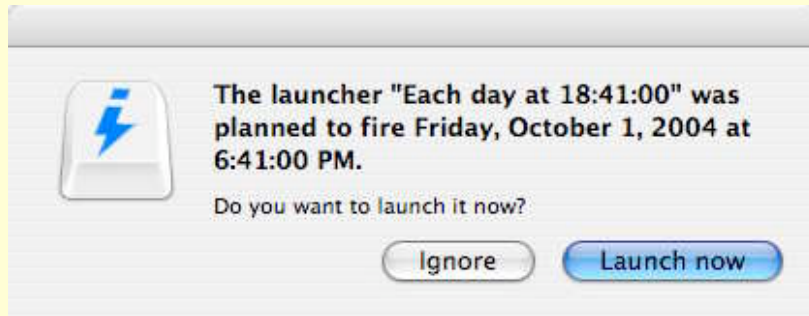 The launcher "Each day at 18:41:00" was
planned to fire Friday, October 1, 2004 at
6:41:00 PM.
Do you want to launch it now?
Ignore Launch now